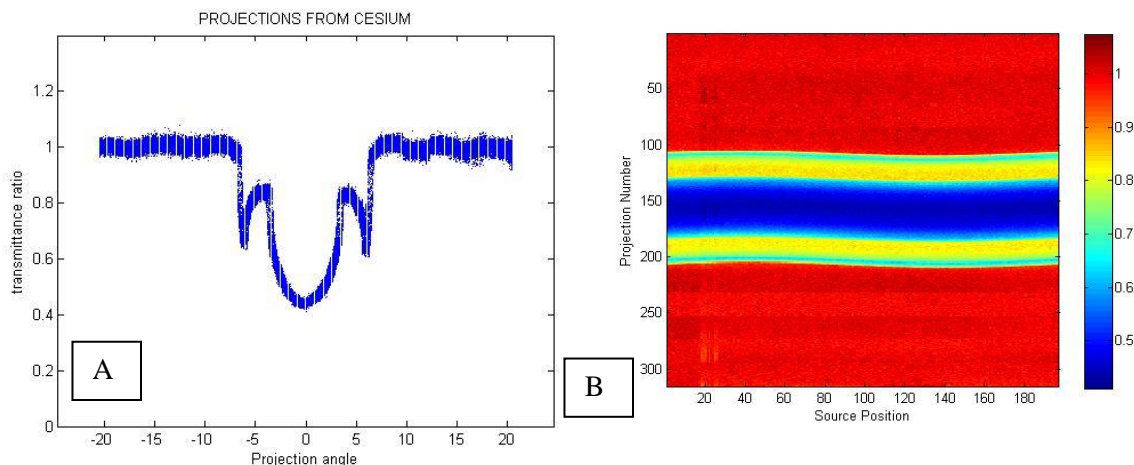 PROJECTIONS FROM CESIUM
transmittance ratio
1.2
1
0.8
0.6
0.4
0.2
0
-20 -15 -10 -5 0 5 10 15 20
Projection angle
A
Projection Number
50
100
150
200
250
300
20 40 60 80 100 120 140 160 180
Source Position
B
1
0.9
0.8
0.7
0.6
0.5